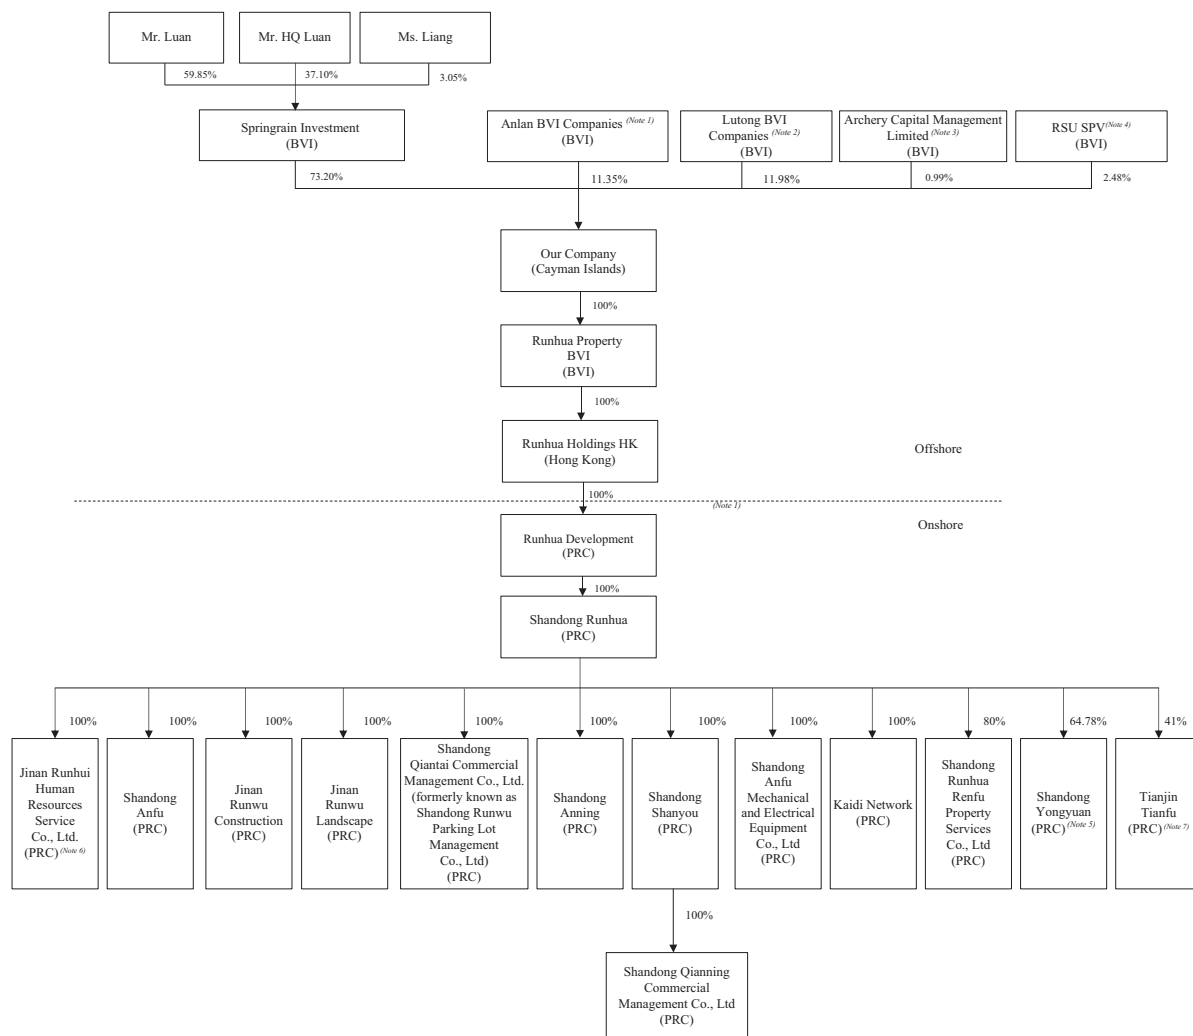 Mr. Luan
Mr. HQ Luan
Ms. Liang
59.85%
37.10%
3.05%
Springrain Investment
(BVI)
Anlan BVI Companies (Note 1)
(BVI)
Lutong BVI
Companies (Note 2)
(BVI)
Archery Capital Management
Limited (Note 3)
(BVI)
RSU SPV(Note 4)
(BVI)
73.20%
11.35%
11.98%
0.99%
2.48%
Our Company
(Cayman Islands)
100%
Runhua Property
BVI
(BVI)
100%
Runhua Holdings HK
(Hong Kong)
Offshore
100%
(Note 1)
Onshore
Runhua Development
(PRC)
100%
Shandong Runhua
(PRC)
100%
100%
100%
100%
100%
100%
100%
100%
100%
80%
64.78%
41%
Jinan Runhui
Human
Resources
Service
Co., Ltd.
(PRC) (Note 6)
Shandong
Anfu
(PRC)
Jinan
Runwu
Construction
(PRC)
Jinan
Runwu
Landscape
(PRC)
Shandong
Qiantai Commercial
Management Co., Ltd.
(formerly known as
Shandong Runwu
Parking Lot
Management
Co., Ltd)
(PRC)
Shandong
Anning
(PRC)
Shandong
Shanyou
(PRC)
Shandong
Anfu
Mechanical
and Electrical
Equipment
Co., Ltd
(PRC)
Kaidi Network
(PRC)
Shandong
Runhua
Renfu
Property
Services
Co., Ltd
(PRC)
Shandong
Yongyuan
(PRC) (Note 5)
Tianjin
Tianfu
(PRC) (Note 7)
100%
Shandong Qianning
Commercial
Management Co., Ltd
(PRC)